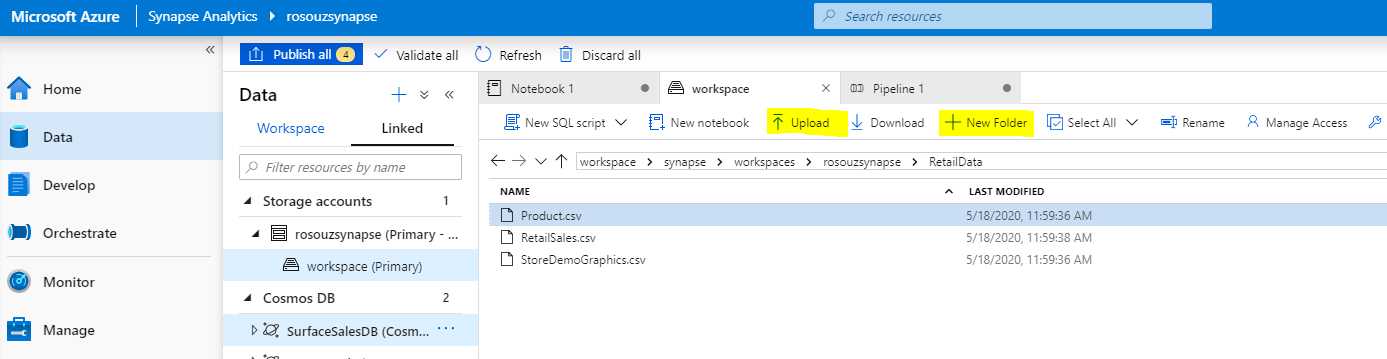 Microsoft Azure Synapse Analytics rosouzsynapse Search resources
Publish all 4 Validate all Refresh Discard all
Home
Data
Develop
Orchestrate
Monitor
Manage
Data
Workspace Linked
Filter resources by name
Storage accounts 1
rosouzsynapse (Primary - ...
workspace (Primary)
Cosmos DB 2
SurfaceSalesDB (Cosm... ...
Notebook 1 workspace Pipeline 1
New SQL script New notebook Upload Download New Folder Select All Rename Manage Access
workspace synapse workspaces rosouzsynapse RetailData
NAME LAST MODIFIED
Product.csv 5/18/2020, 11:59:36 AM
RetailSales.csv 5/18/2020, 11:59:38 AM
StoreDemoGraphics.csv 5/18/2020, 11:59:36 AM